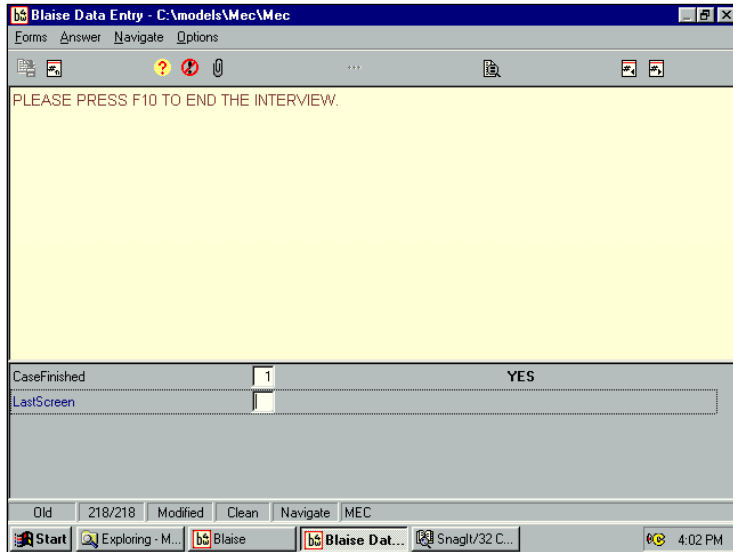 Blaise Data Entry - C:\models\Mec\Mec
Forms Answer Navigate Options
PLEASE PRESS F10 TO END THE INTERVIEW.
CaseFinished 1 YES
LastScreen
Old 218/218 Modified Clean Navigate MEC
Start Exploring - M... Blaise Blaise Dat... SnagIt/32 C... 4:02 PM